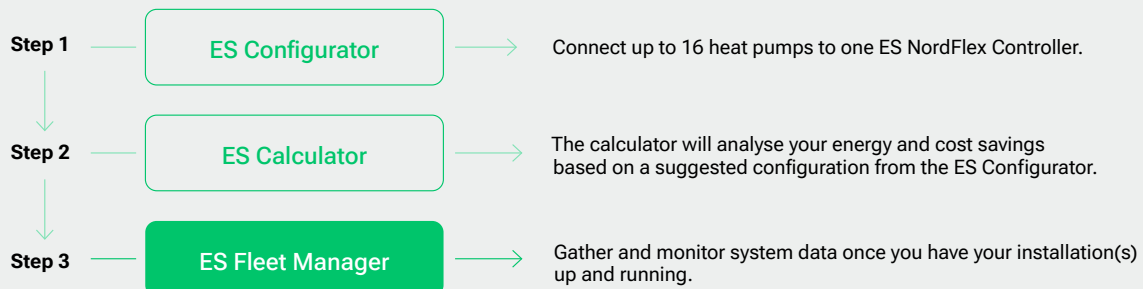 Step 1
ES Configurator
Connect up to 16 heat pumps to one ES NordFlex Controller.
Step 2
ES Calculator
The calculator will analyse your energy and cost savings
based on a suggested configuration from the ES Configurator.
Step 3
ES Fleet Manager
Gather and monitor system data once you have your installation(s)
up and running.